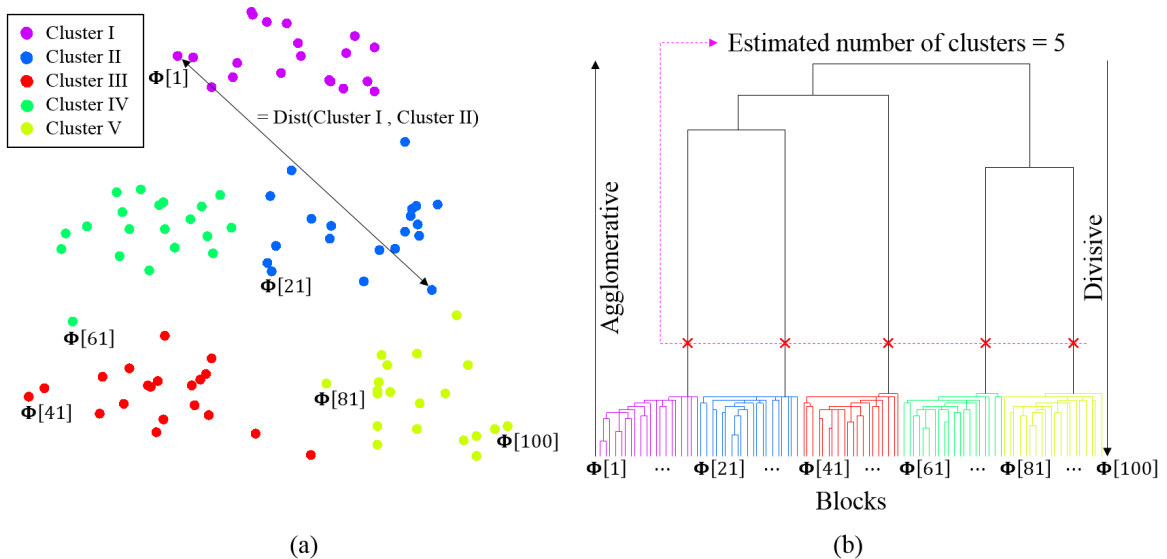 Cluster I
Cluster II
Cluster III
Cluster IV
Cluster V
𝚽[1]
= Dist(Cluster I , Cluster II)
𝚽[21]
𝚽[61]
𝚽[41]
𝚽[81]
𝚽[100]
(a)
Estimated number of clusters = 5
Agglomerative
Divisive
𝚽[1] ⋯ 𝚽[21] ⋯ 𝚽[41] ⋯ 𝚽[61] ⋯ 𝚽[81] ⋯ 𝚽[100]
Blocks
(b)